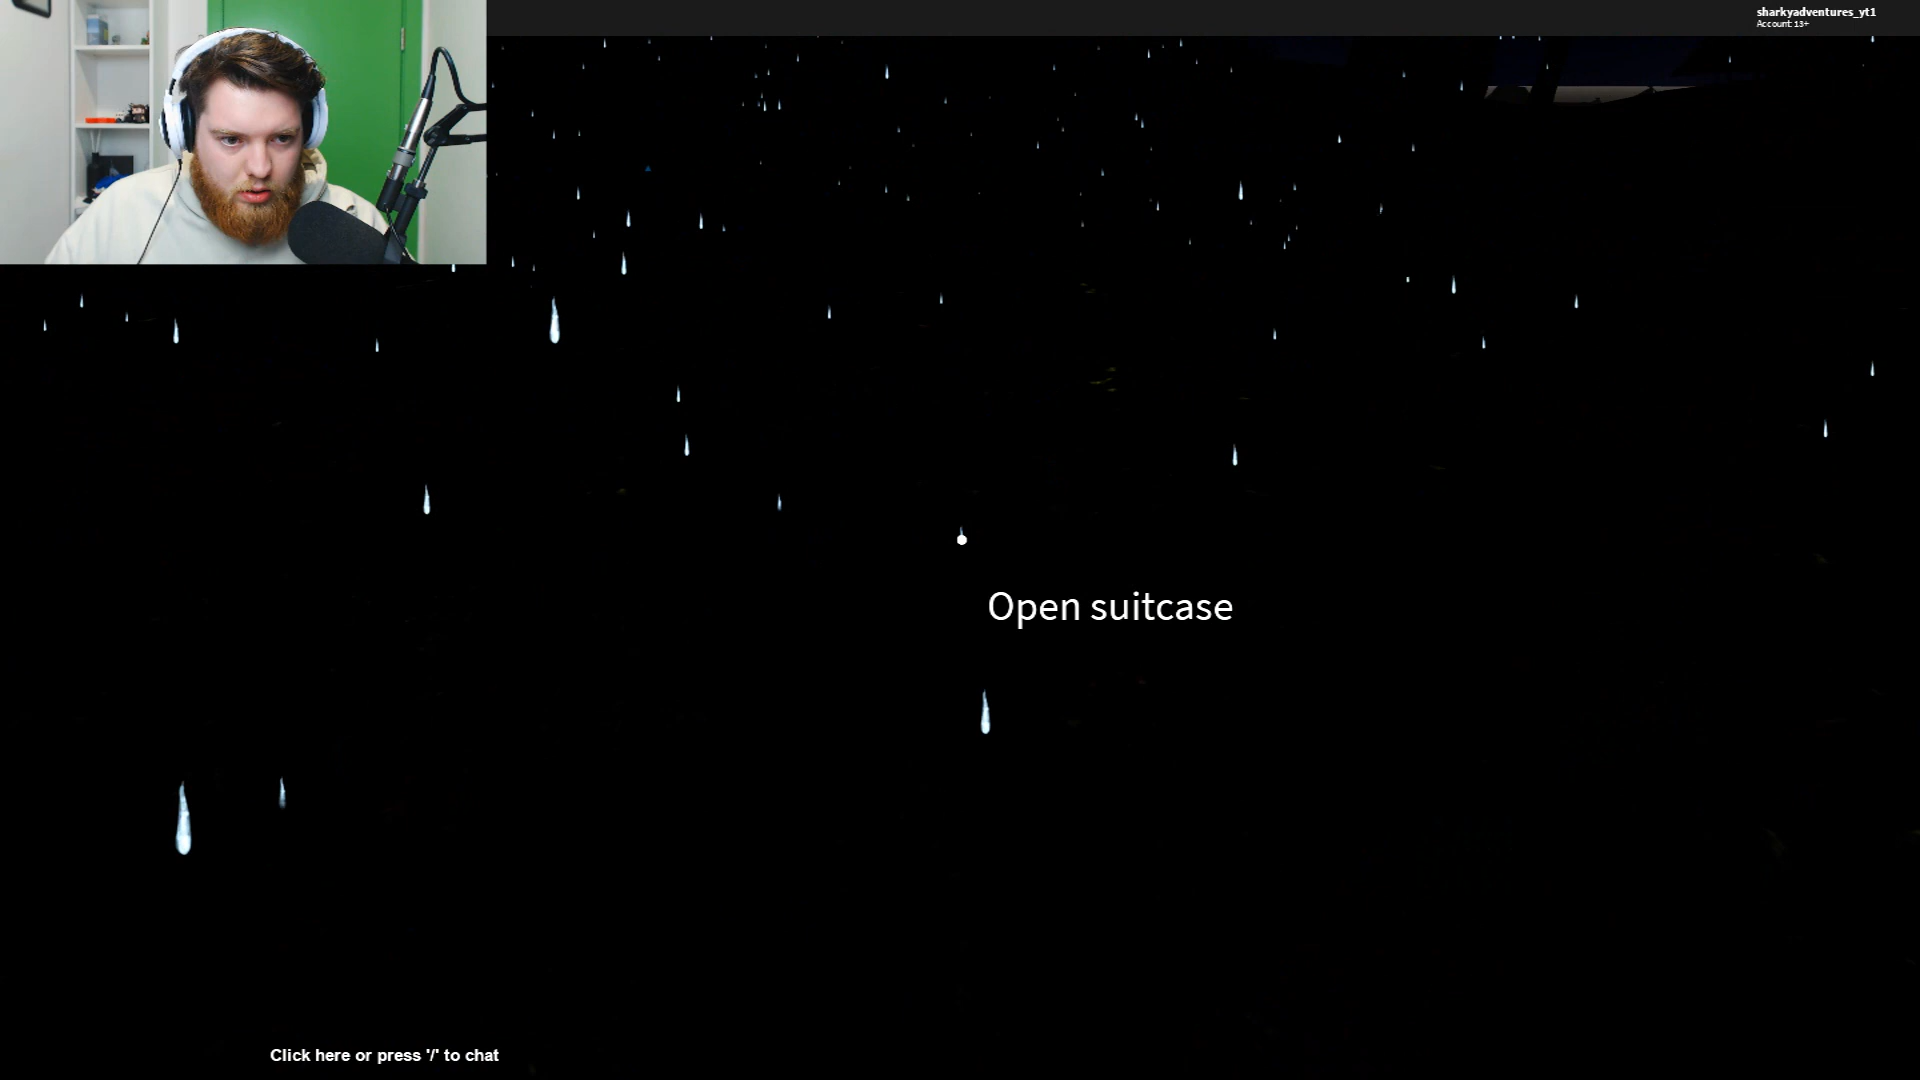 sharkyadventures_yt1
Account: 13+
Open suitcase
Click here or press '/' to chat